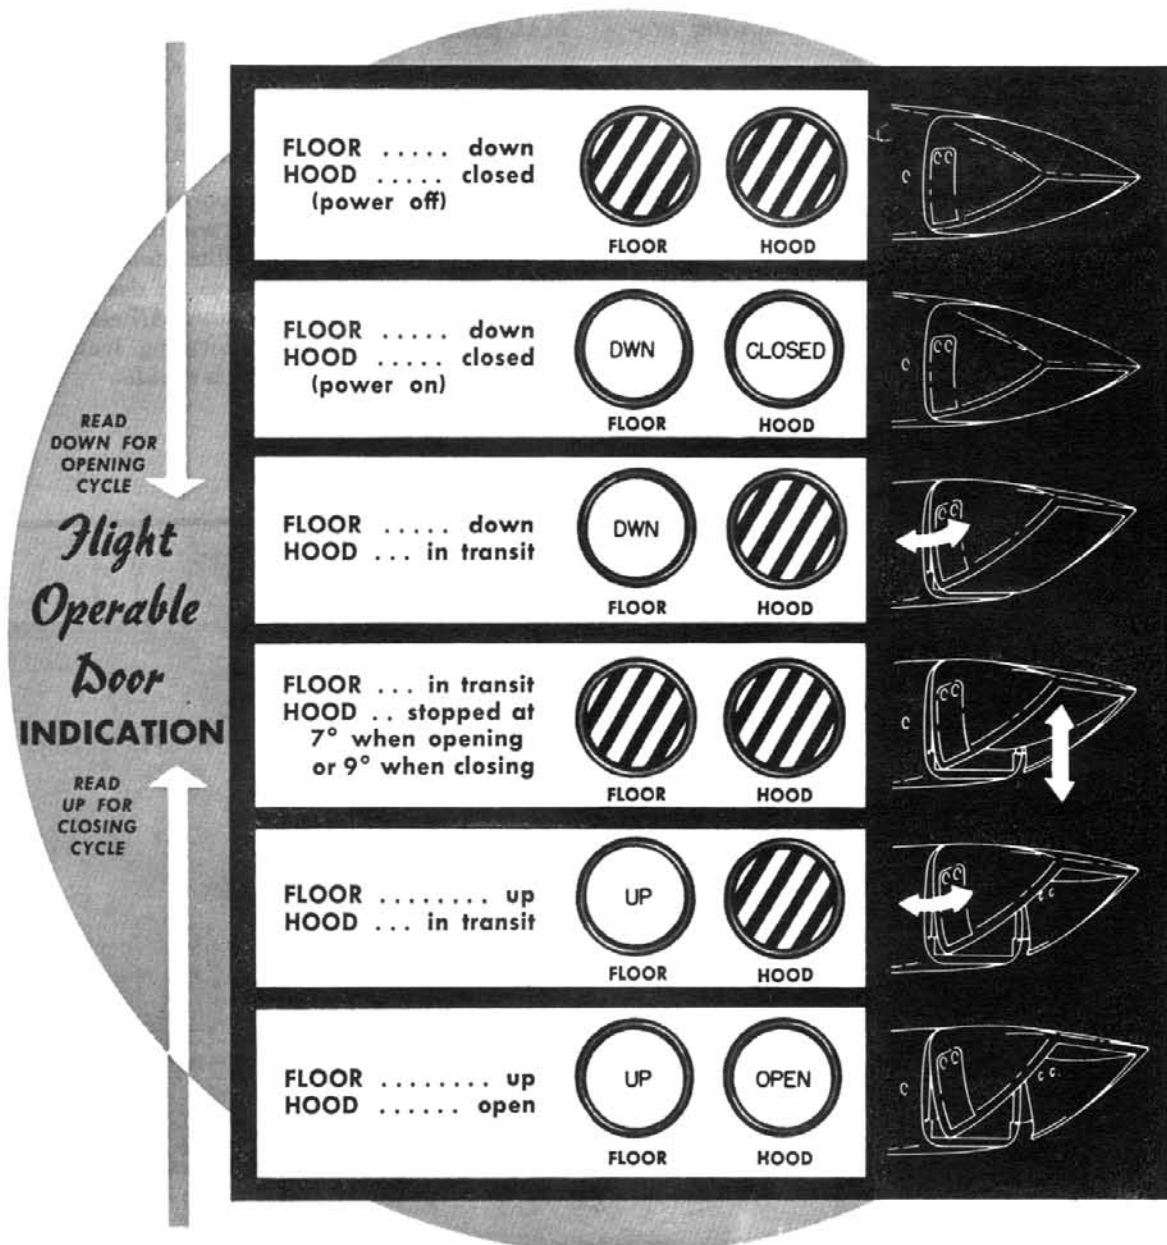 READ
DOWN FOR
OPENING
CYCLE
Flight
Operable
Door
INDICATION
READ
UP FOR
CLOSING
CYCLE
FLOOR ..... down
HOOD ..... closed
(power off)
FLOOR HOOD
FLOOR ..... down
HOOD ..... closed
(power on)
DWN CLOSED
FLOOR HOOD
FLOOR ..... down
HOOD ... in transit
DWN
FLOOR HOOD
FLOOR ... in transit
HOOD .. stopped at
7° when opening
or 9° when closing
FLOOR HOOD
FLOOR ........ up
HOOD ... in transit
UP
FLOOR HOOD
FLOOR ........ up
HOOD ...... open
UP OPEN
FLOOR HOOD